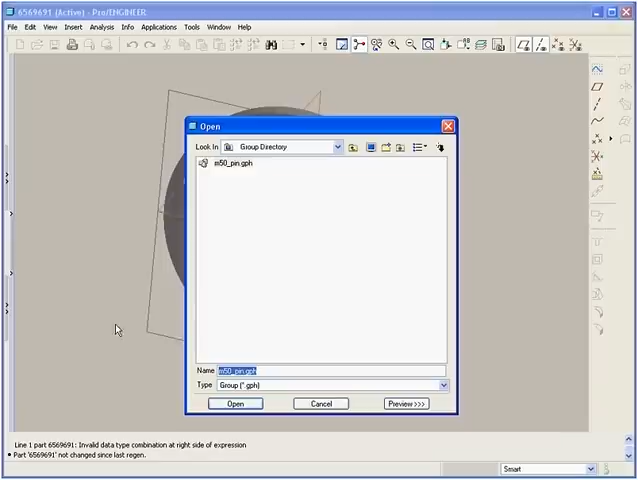 6569691 (Active) - Pro/ENGINEER
File Edit View Insert Analysis Info Applications Tools Window Help
Open
Look In Group Directory
m50_pin.gph
Name m50_pin.gph
Type Group (*.gph)
Open Cancel Preview >>>
Line 1 part 6569691: Invalid data type combination at right side of expression
• Part '6569691' not changed since last regen.
Smart